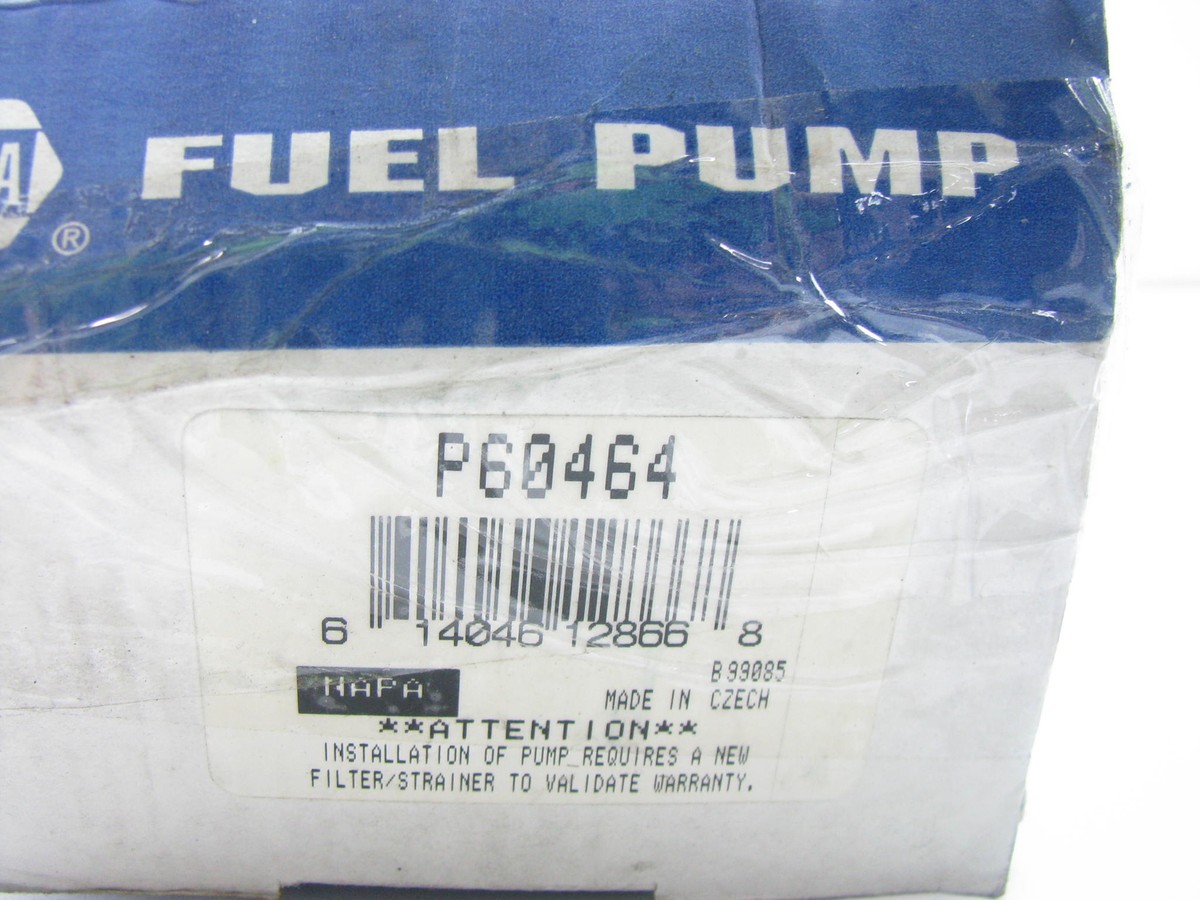 A
®
FUEL PUMP
P60464
6 14046 12866 8
B99085
NAPA
MADE IN CZECH
**ATTENTION**
INSTALLATION OF PUMP REQUIRES A NEW
FILTER/STRAINER TO VALIDATE WARRANTY.